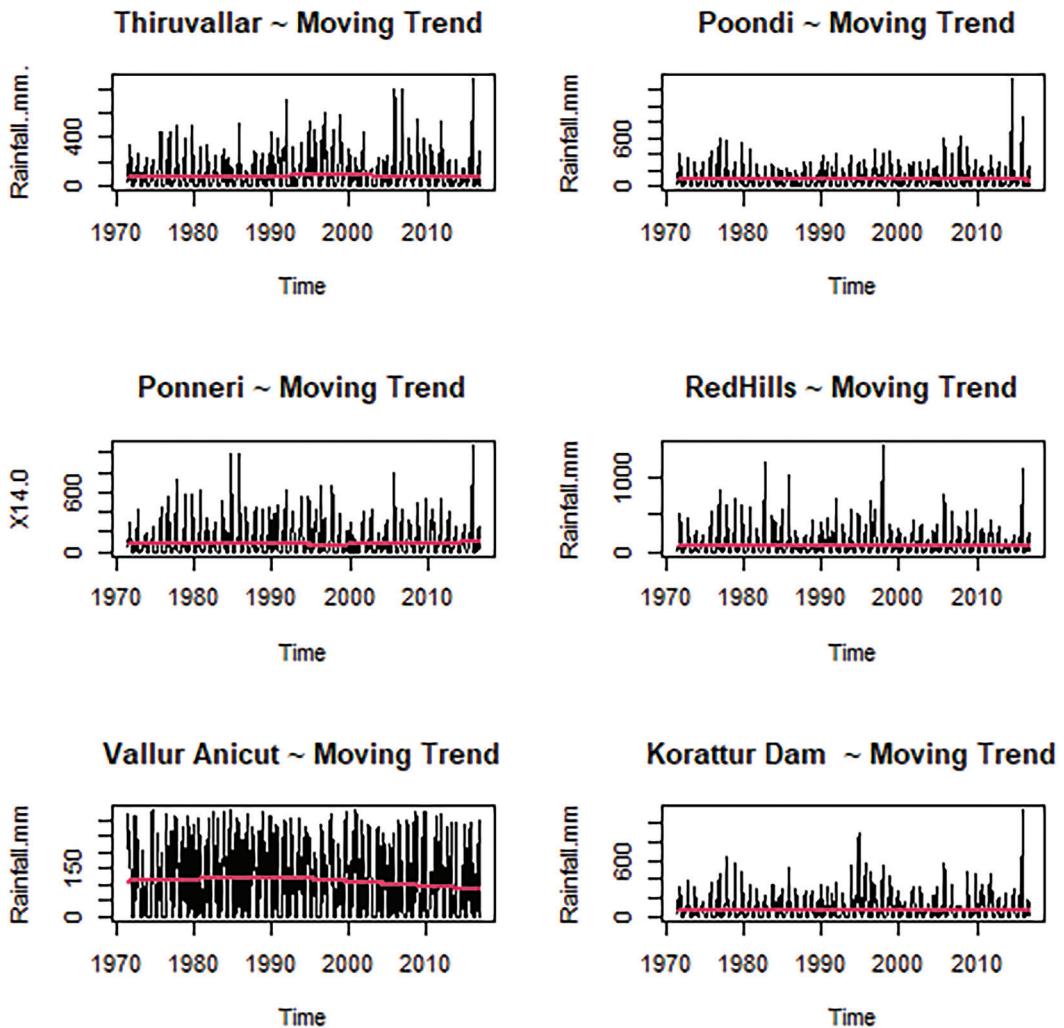 Thiruvallar ~ Moving Trend
Rainfall..mm.
0 400
1970 1980 1990 2000 2010
Time
Poondi ~ Moving Trend
Rainfall.mm
0 600
1970 1980 1990 2000 2010
Time
Ponneri ~ Moving Trend
X14.0
0 600
1970 1980 1990 2000 2010
Time
RedHills ~ Moving Trend
Rainfall.mm
0 1000
1970 1980 1990 2000 2010
Time
Vallur Anicut ~ Moving Trend
Rainfall.mm
0 150
1970 1980 1990 2000 2010
Time
Korattur Dam ~ Moving Trend
Rainfall.mm
0 600
1970 1980 1990 2000 2010
Time